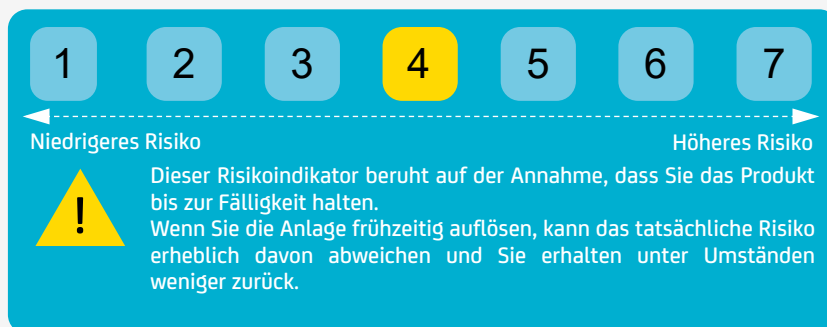 1 2 3 4 5 6 7
Niedrigeres Risiko Höheres Risiko
!
Dieser Risikoindikator beruht auf der Annahme, dass Sie das Produkt
bis zur Fälligkeit halten.
Wenn Sie die Anlage frühzeitig auflösen, kann das tatsächliche Risiko
erheblich davon abweichen und Sie erhalten unter Umständen
weniger zurück.